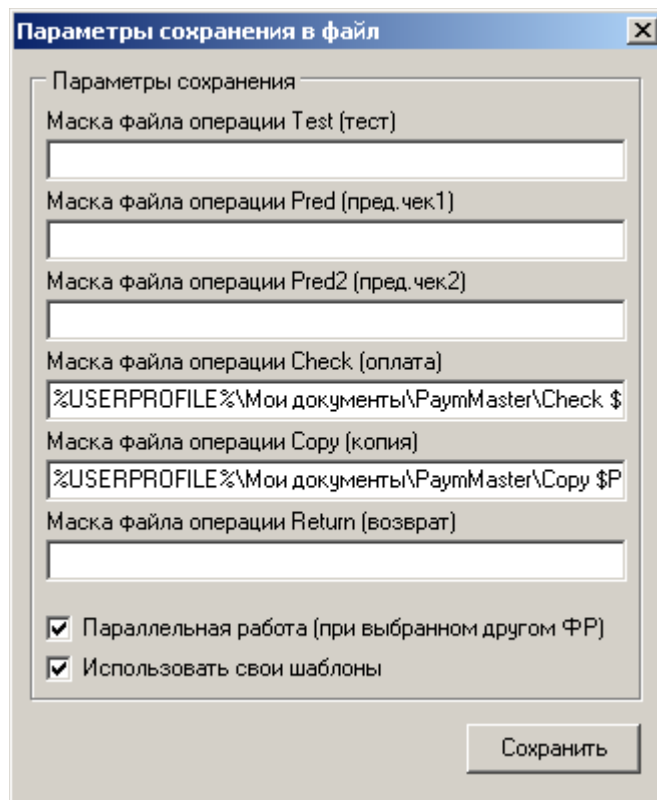 Параметры сохранения в файл
Параметры сохранения
Маска файла операции Test (тест)
Маска файла операции Pred (пред.чек1)
Маска файла операции Pred2 (пред.чек2)
Маска файла операции Check (оплата)
%USERPROFILE%\Мои документы\PaymMaster\Check $
Маска файла операции Copy (копия)
%USERPROFILE%\Мои документы\PaymMaster\Copy $P
Маска файла операции Return (возврат)
Параллельная работа (при выбранном другом ФР)
Использовать свои шаблоны
Сохранить